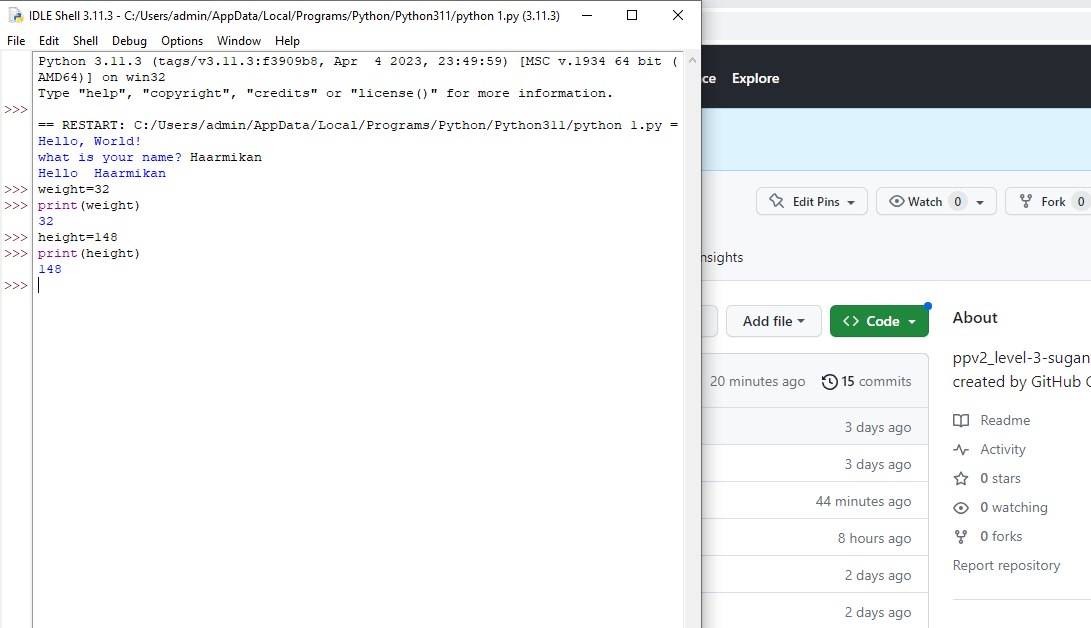 IDLE Shell 3.11.3 - C:/Users/admin/AppData/Local/Programs/Python/Python311/python 1.py (3.11.3)
File Edit Shell Debug Options Window Help
Python 3.11.3 (tags/v3.11.3:f3909b8, Apr  4 2023, 23:49:59) [MSC v.1934 64 bit (
AMD64)] on win32
Type "help", "copyright", "credits" or "license()" for more information.
>>>
== RESTART: C:/Users/admin/AppData/Local/Programs/Python/Python311/python 1.py =
Hello, World!
what is your name? Haarmikan
Hello  Haarmikan
>>> weight=32
>>> print(weight)
32
>>> height=148
>>> print(height)
148
>>>
ce Explore
Edit Pins Watch 0 Fork 0
nsights
Add file <> Code
20 minutes ago 15 commits
3 days ago
3 days ago
44 minutes ago
8 hours ago
2 days ago
2 days ago
About
ppv2_level-3-sugan
created by GitHub C
Readme
Activity
0 stars
0 watching
0 forks
Report repository